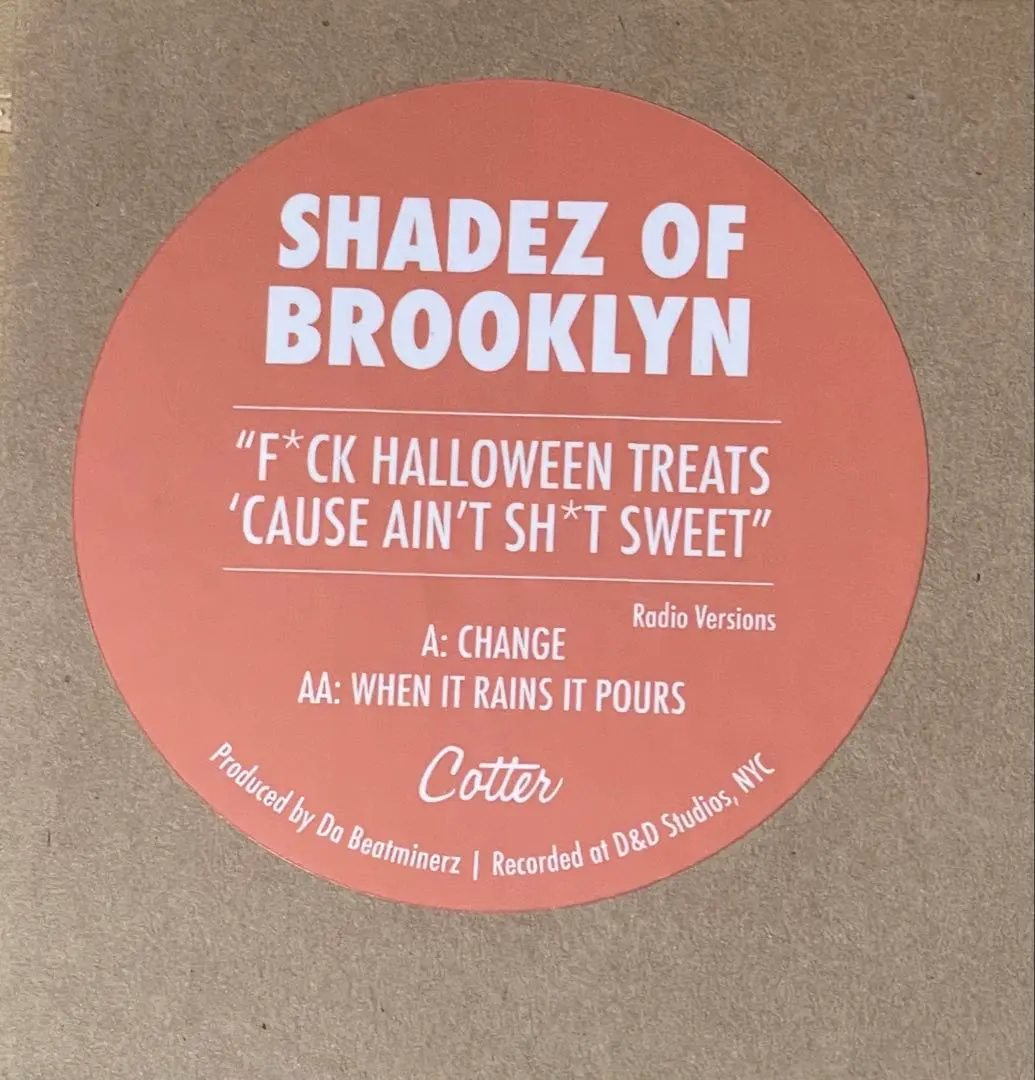 SHADEZ OF
BROOKLYN
“F*CK HALLOWEEN TREATS
‘CAUSE AIN’T SH*T SWEET”
Radio Versions
A: CHANGE
AA: WHEN IT RAINS IT POURS
Cotter
Produced by Da Beatminerz | Recorded at D&D Studios, NYC